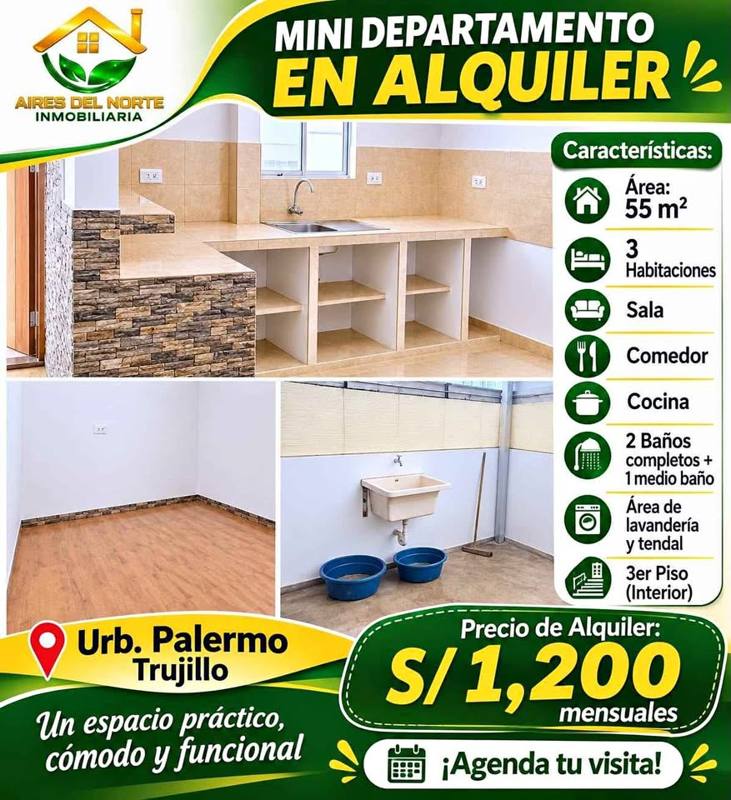 AIRES DEL NORTE
INMOBILIARIA
MINI DEPARTAMENTO
EN ALQUILER
Características:
Área:
55 m²
3
Habitaciones
Sala
Comedor
Cocina
2 Baños
completos +
1 medio baño
Área de
lavandería
y tendal
3er Piso
(Interior)
Urb. Palermo
Trujillo
Un espacio práctico,
cómodo y funcional
Precio de Alquiler:
S/ 1,200
mensuales
¡Agenda tu visita!